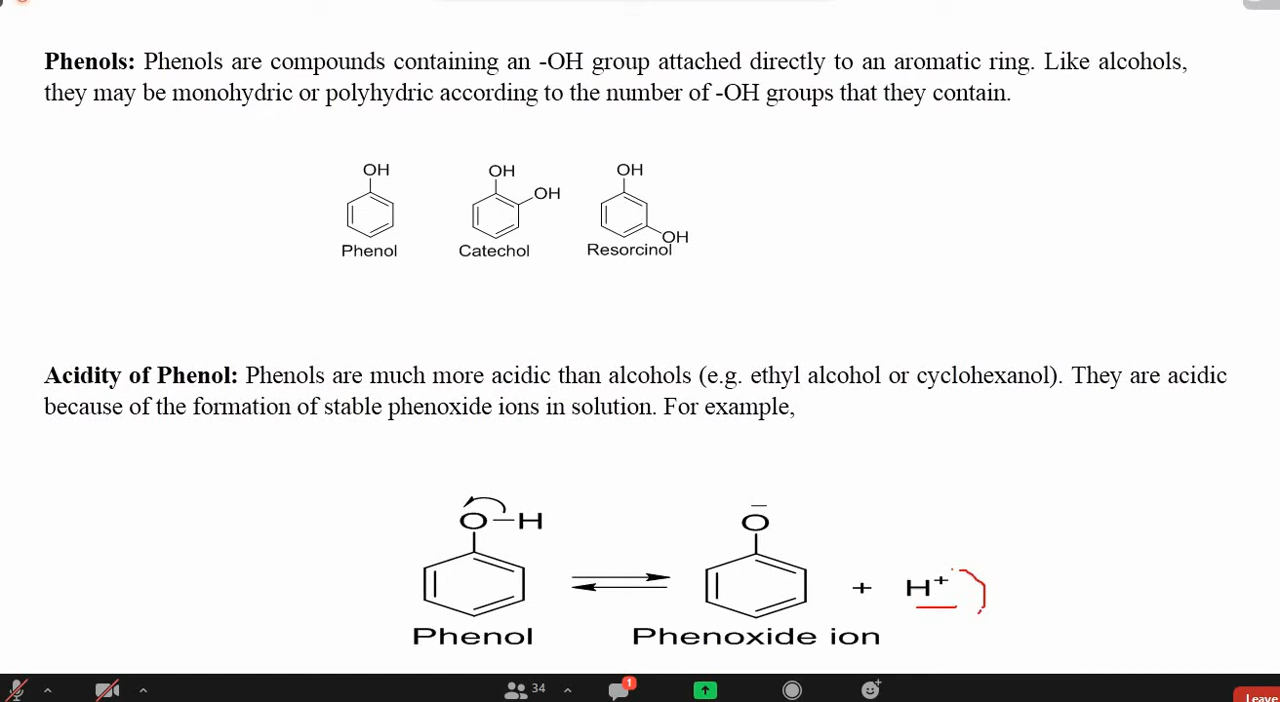 Phenols: Phenols are compounds containing an -OH group attached directly to an aromatic ring. Like alcohols,
they may be monohydric or polyhydric according to the number of -OH groups that they contain.
OH OH OH
OH
OH
Phenol Catechol Resorcinol
Acidity of Phenol: Phenols are much more acidic than alcohols (e.g. ethyl alcohol or cyclohexanol). They are acidic
because of the formation of stable phenoxide ions in solution. For example,
O—H O̅
+ H⁺
Phenol Phenoxide ion
34 1
Leave